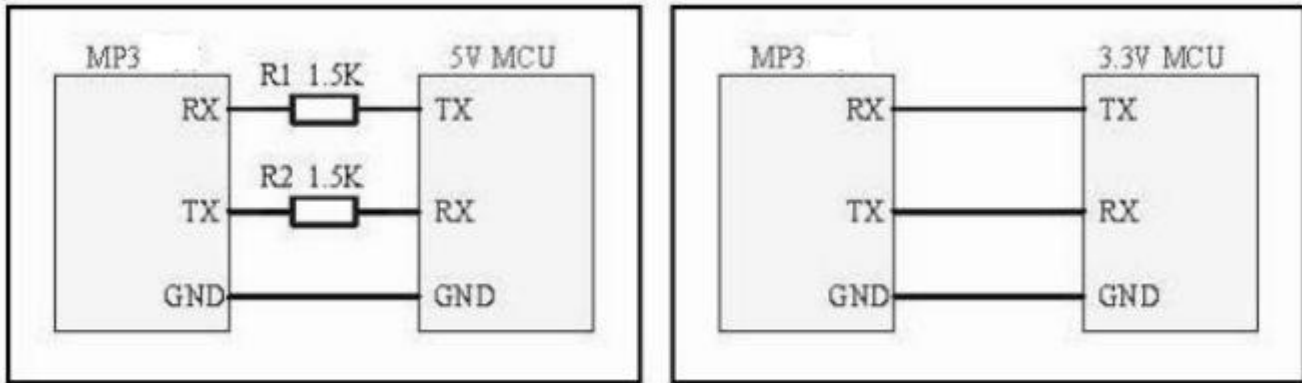 MP3
5V MCU
R1 1.5K
RX
TX
R2 1.5K
TX
RX
GND
GND
MP3
3.3V MCU
RX
TX
TX
RX
GND
GND